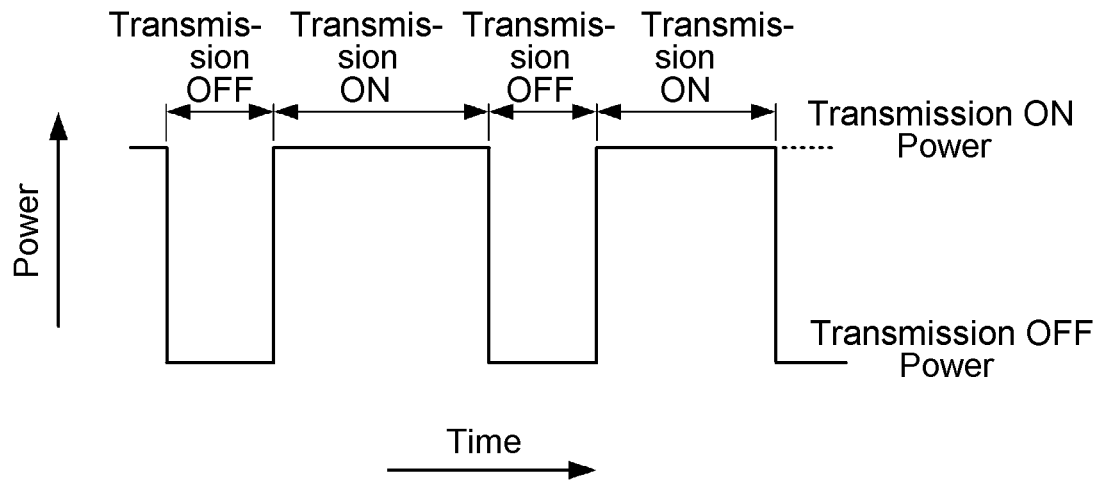 Transmis-
sion
OFF
Transmis-
sion
ON
Transmis-
sion
OFF
Transmis-
sion
ON
Transmission ON
Power
Power
Transmission OFF
Power
Time